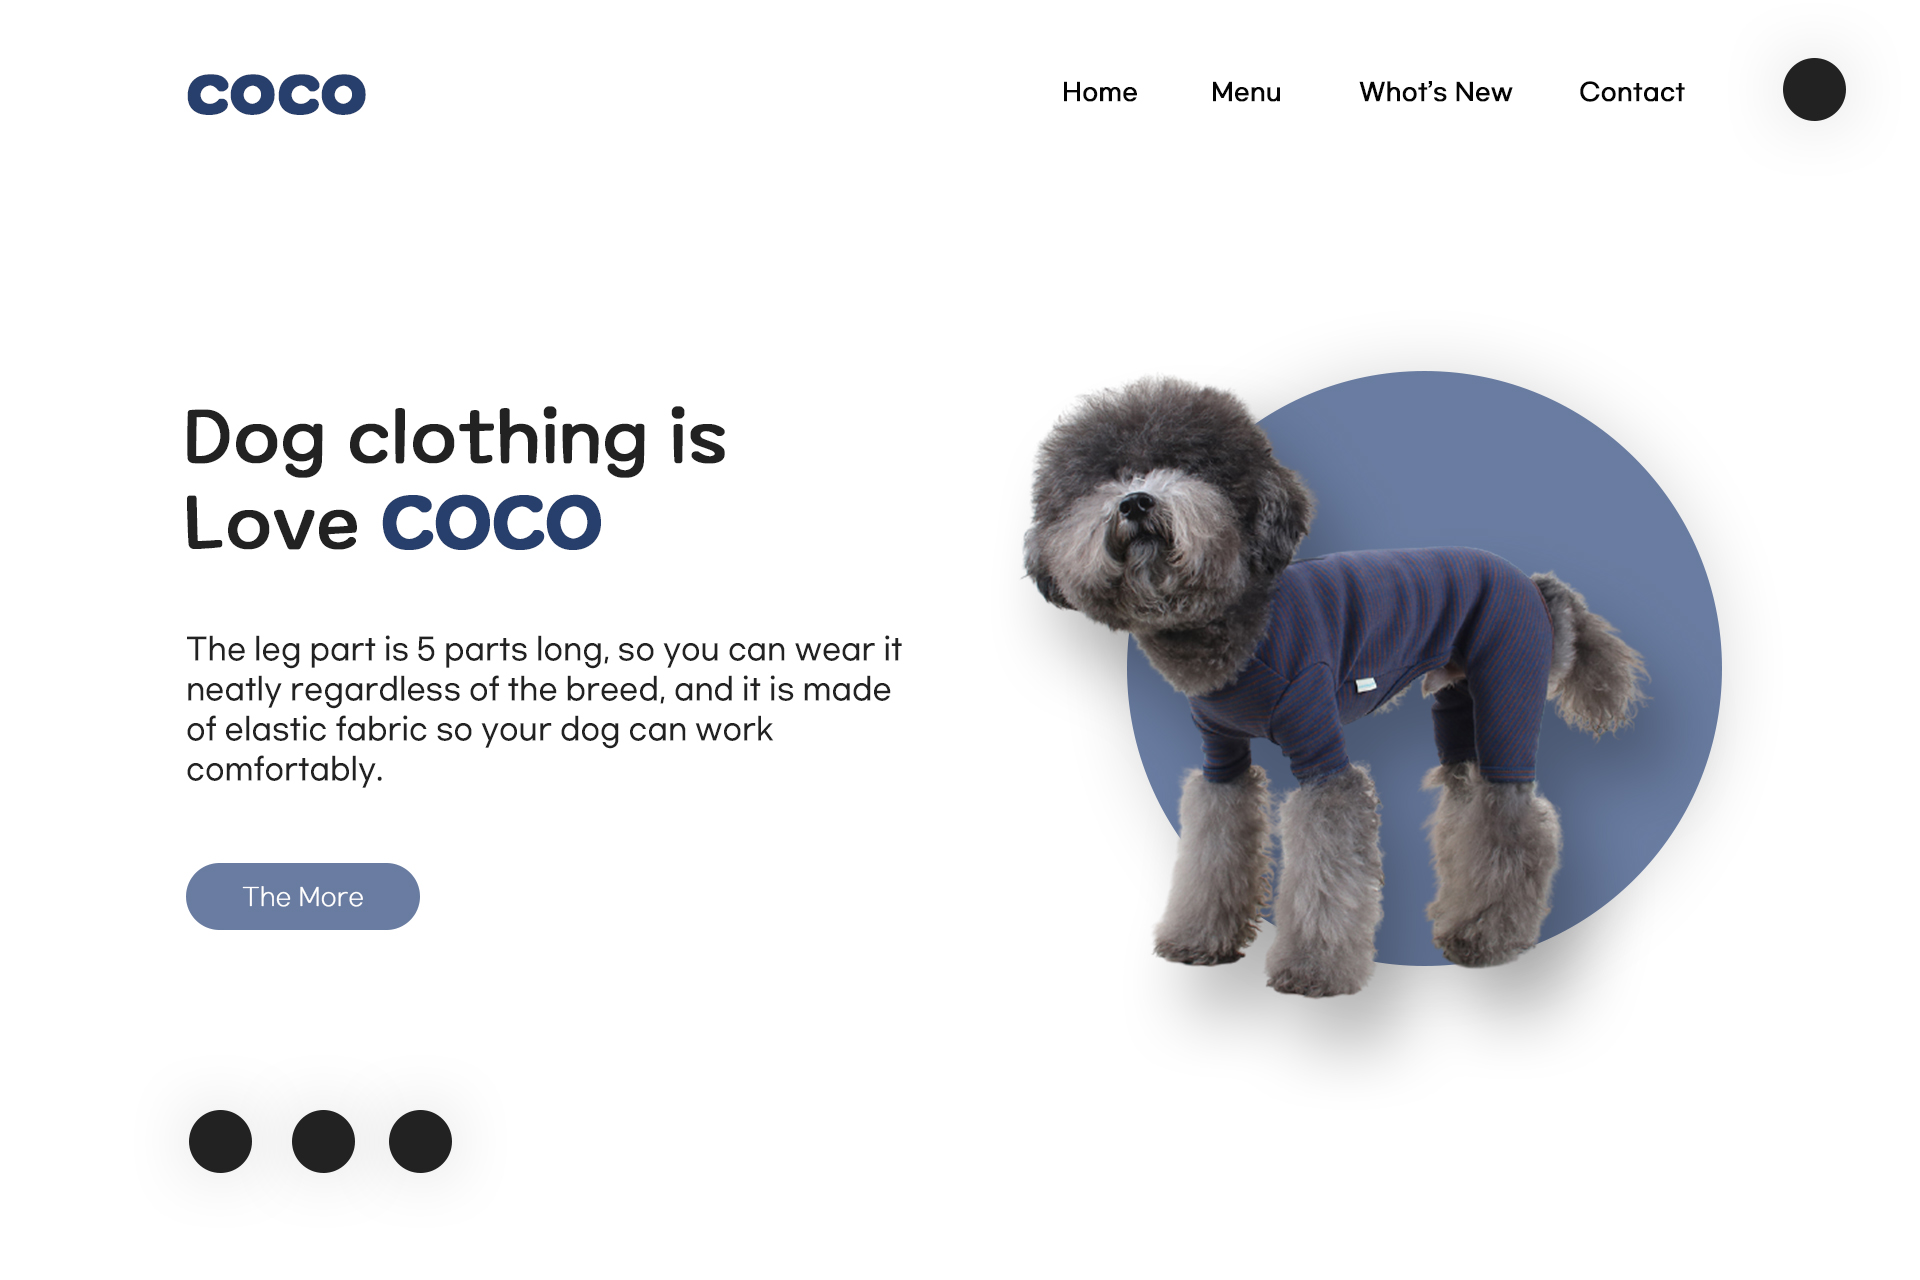 coco
Home Menu Whot's New Contact
Dog clothing is
Love COCO
The leg part is 5 parts long, so you can wear it
neatly regardless of the breed, and it is made
of elastic fabric so your dog can work
comfortably.
The More